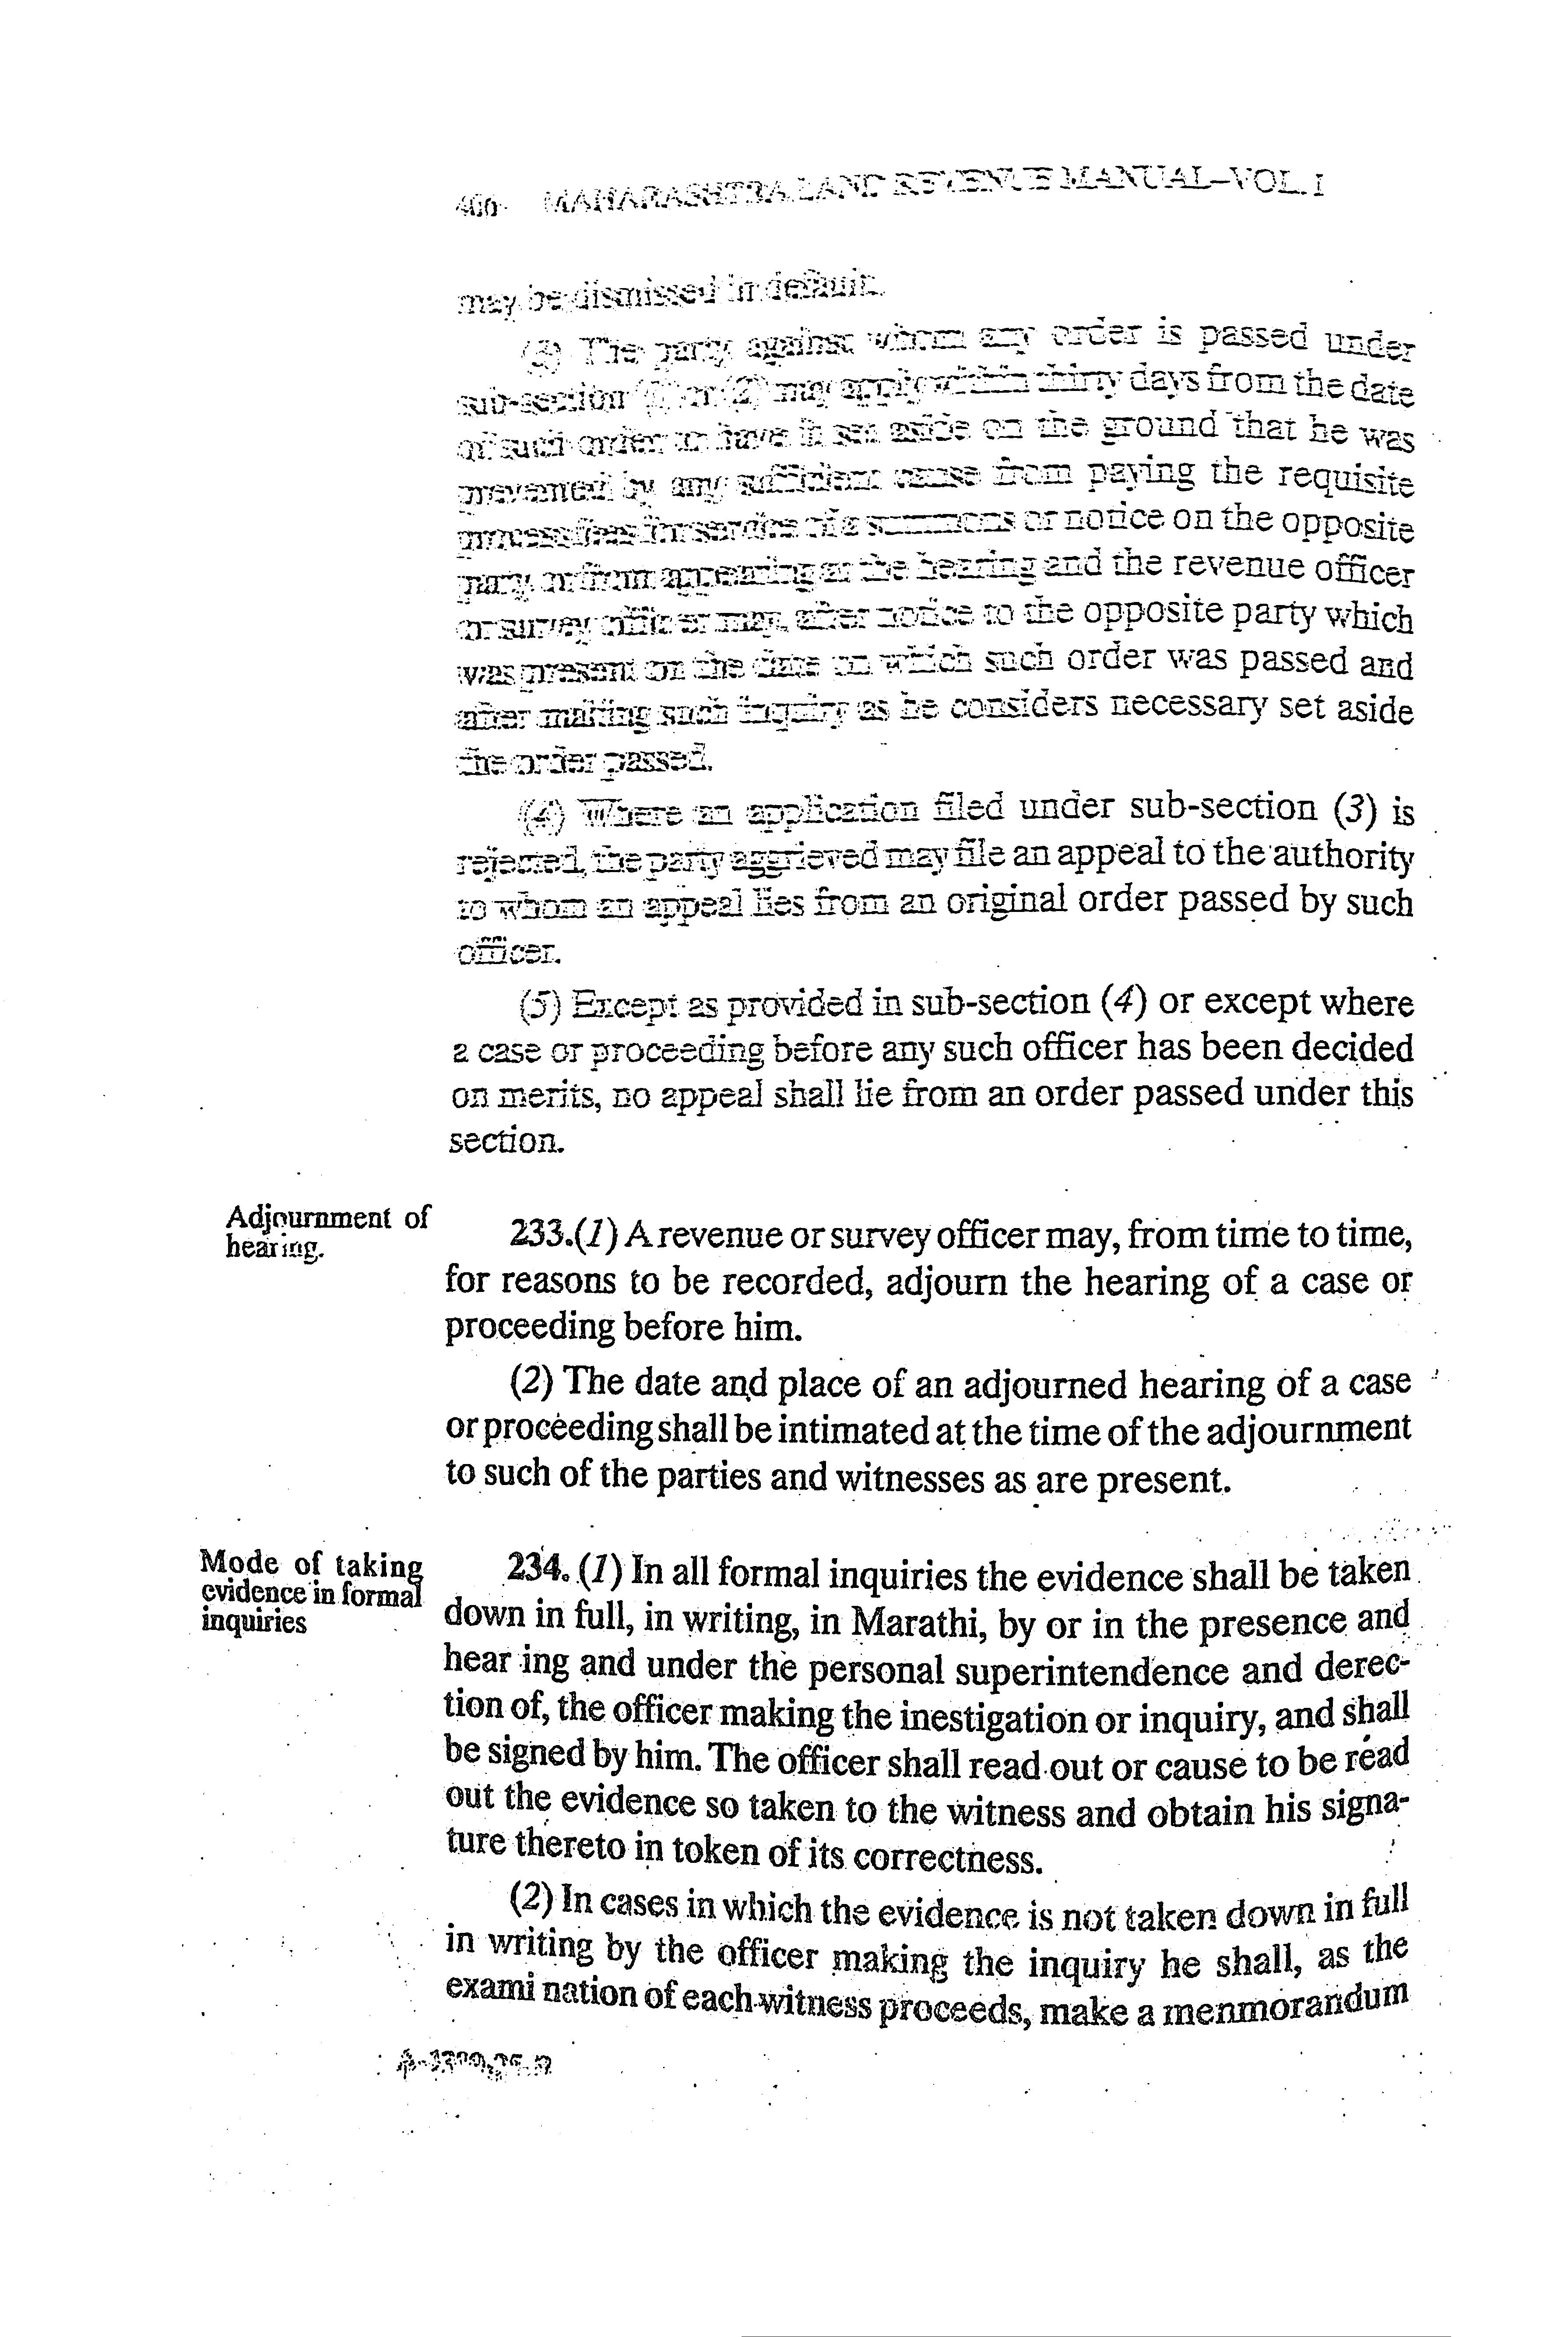 MAHARASHTRA LAND REVENUE MANUAL–VOL. I
may be dismissed in default.
(3) The party against whom any order is passed under
sub-section (1) or (2) may apply within thirty days from the date
of such order to have it set aside on the ground that he was
prevented by any sufficient cause from paying the requisite
process fees for service of a summons or notice on the opposite
party or from appearing at the hearing and the revenue officer
or survey officer may, after notice to the opposite party which
was present on the date on which such order was passed and
after making such inquiry as he considers necessary set aside
the order passed.
(4) Where an application filed under sub-section (3) is
rejected, the party aggrieved may file an appeal to the authority
to whom an appeal lies from an original order passed by such
officer.
(5) Except as provided in sub-section (4) or except where
a case or proceeding before any such officer has been decided
on merits, no appeal shall lie from an order passed under this
section.
Adjournment of
hearing.
233.(1) A revenue or survey officer may, from time to time,
for reasons to be recorded, adjourn the hearing of a case or
proceeding before him.
(2) The date and place of an adjourned hearing of a case
or proceeding shall be intimated at the time of the adjournment
to such of the parties and witnesses as are present.
Mode of taking
evidence in formal
inquiries
234. (1) In all formal inquiries the evidence shall be taken
down in full, in writing, in Marathi, by or in the presence and
hear ing and under the personal superintendence and derec-
tion of, the officer making the inestigation or inquiry, and shall
be signed by him. The officer shall read out or cause to be read
out the evidence so taken to the witness and obtain his signa-
ture thereto in token of its correctness.
(2) In cases in which the evidence is not taken down in full
in writing by the officer making the inquiry he shall, as the
exami nation of each witness proceeds, make a menmorandum